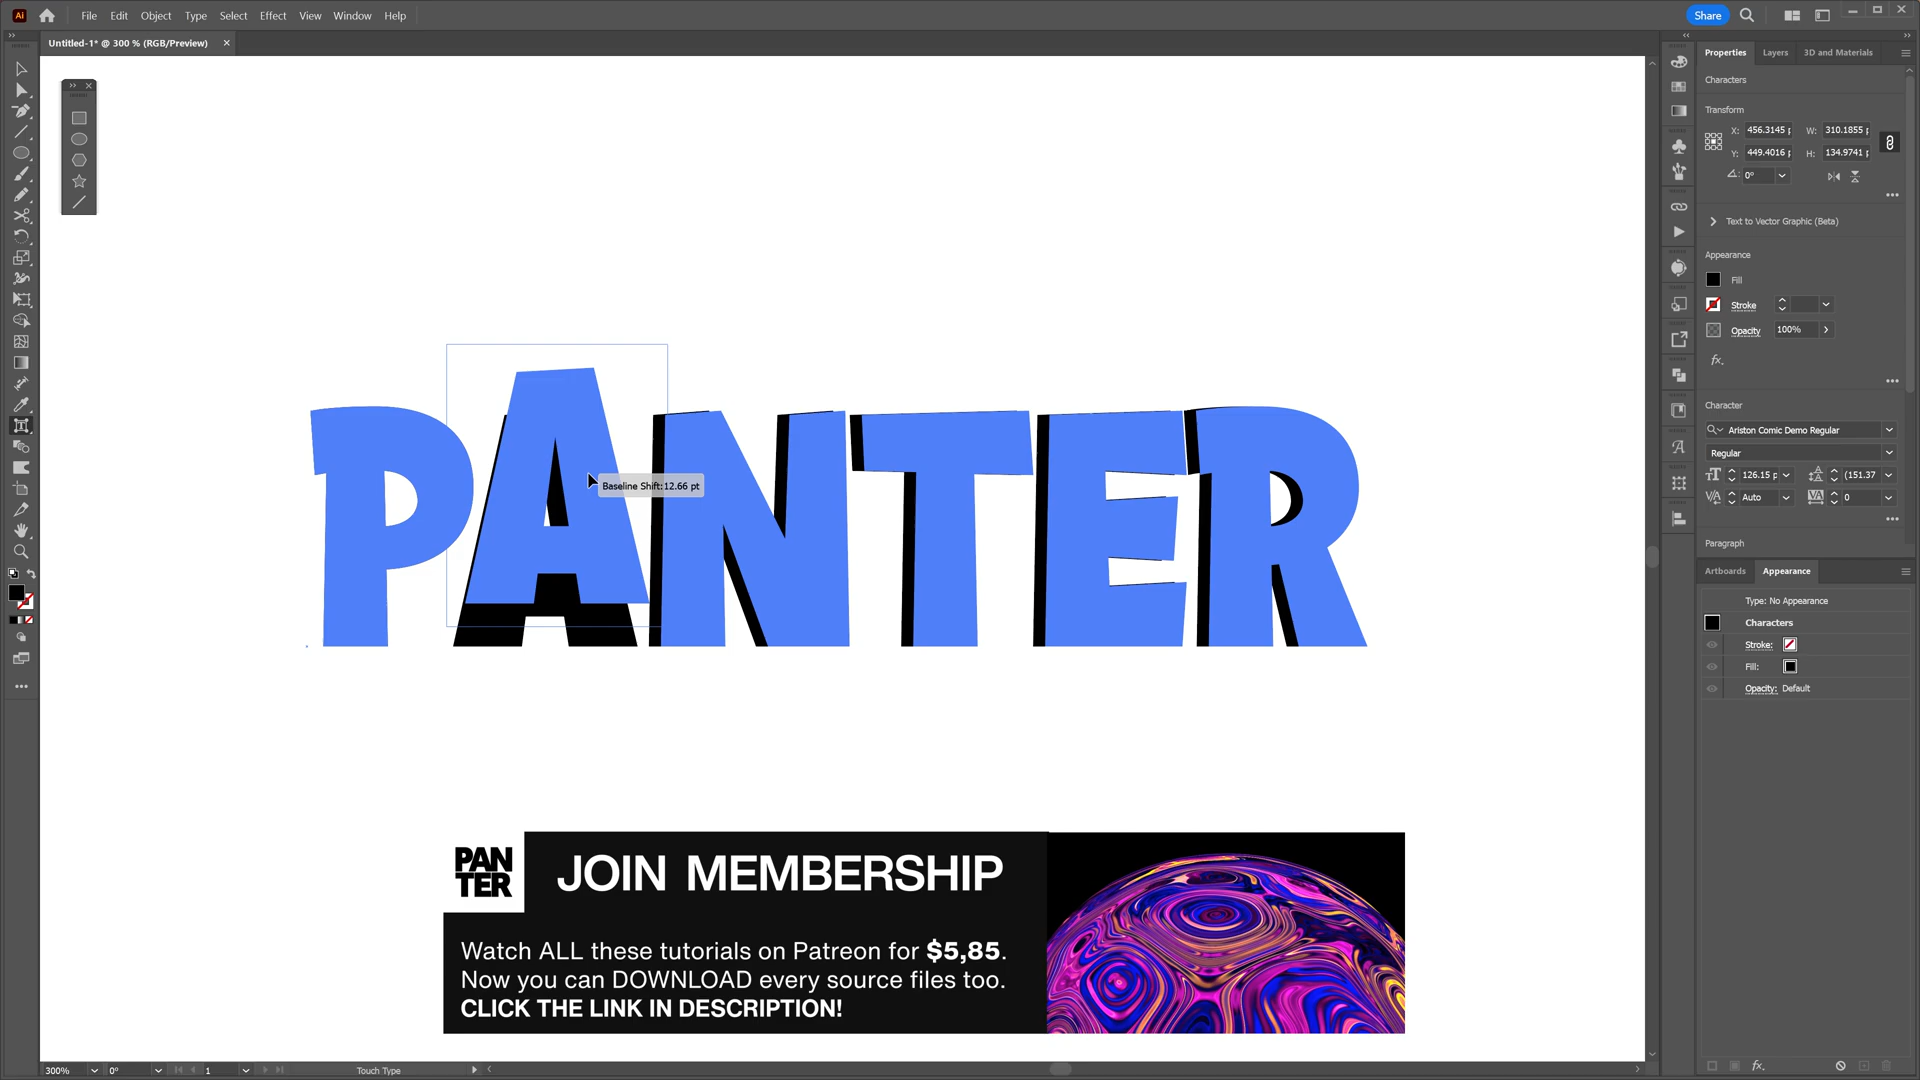 Ai
File Edit Object Type Select Effect View Window Help
Share
Untitled-1* @ 300 % (RGB/Preview)
Properties Layers 3D and Materials
Characters
Transform
X: 456.3145 p W: 310.1855 p
Y: 449.4016 p H: 134.9741 p
0°
Text to Vector Graphic (Beta)
Appearance
Fill
Stroke
Opacity 100%
fx
Character
Ariston Comic Demo Regular
Regular
126.15 p (151.37
Auto 0
Paragraph
Artboards Appearance
Type: No Appearance
Characters
Stroke:
Fill:
Opacity: Default
fx
PANTER
Baseline Shift:12.66 pt
PAN
TER
JOIN MEMBERSHIP
Watch ALL these tutorials on Patreon for $5,85.
Now you can DOWNLOAD every source files too.
CLICK THE LINK IN DESCRIPTION!
300% 0° 1 Touch Type